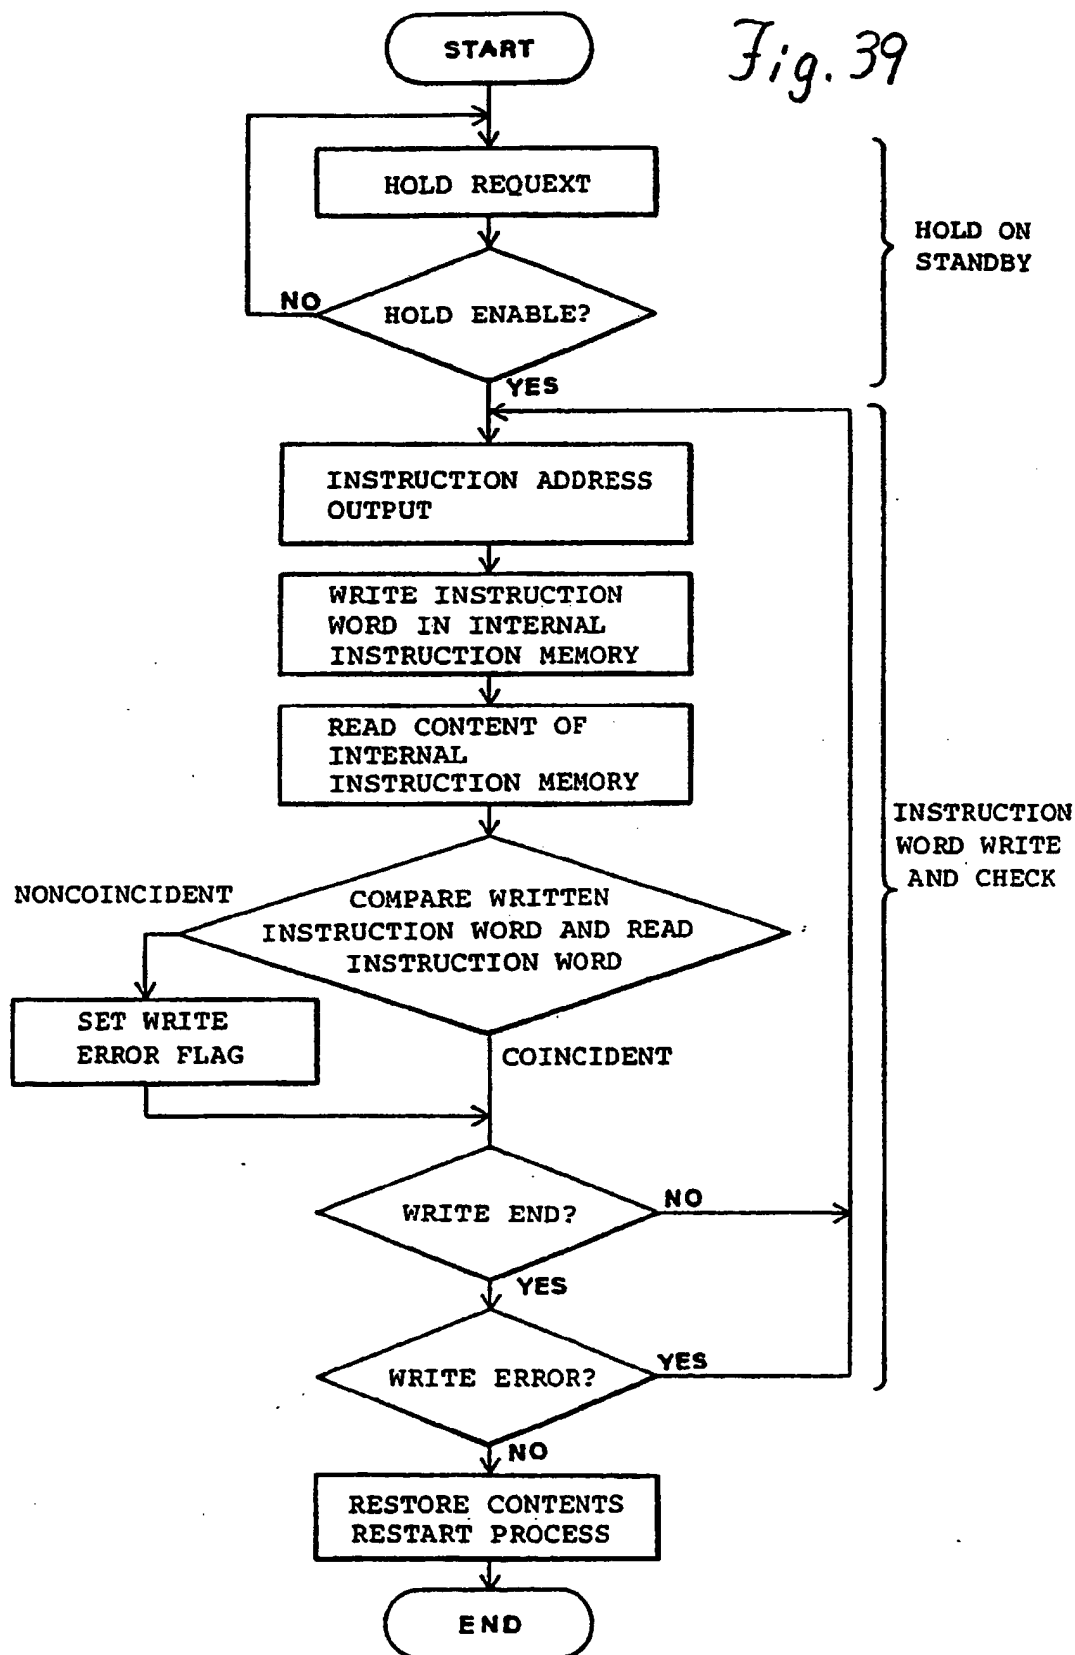 START
Fig. 39
HOLD REQUEXT
HOLD ON
STANDBY
NO
HOLD ENABLE?
YES
INSTRUCTION ADDRESS
OUTPUT
WRITE INSTRUCTION
WORD IN INTERNAL
INSTRUCTION MEMORY
READ CONTENT OF
INTERNAL
INSTRUCTION MEMORY
INSTRUCTION
WORD WRITE
AND CHECK
NONCOINCIDENT
COMPARE WRITTEN
INSTRUCTION WORD AND READ
INSTRUCTION WORD
SET WRITE
ERROR FLAG
COINCIDENT
WRITE END?
NO
YES
WRITE ERROR?
YES
NO
RESTORE CONTENTS
RESTART PROCESS
END